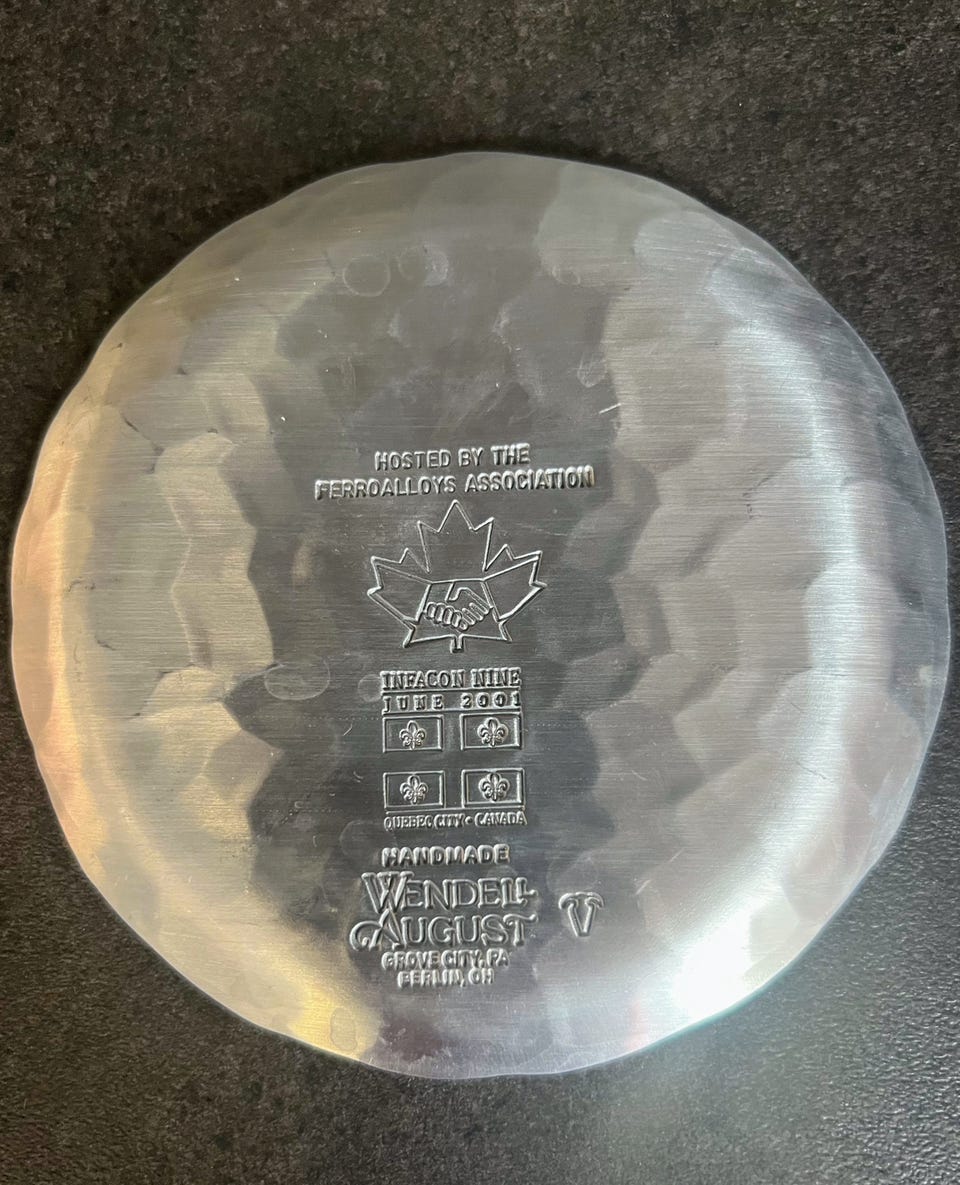 HOSTED BY THE
FERROALLOYS ASSOCIATION
INFACON NINE
JUNE 2001
QUEBEC CITY • CANADA
HANDMADE
WENDELL
AUGUST
GROVE CITY, PA
BERLIN, OH